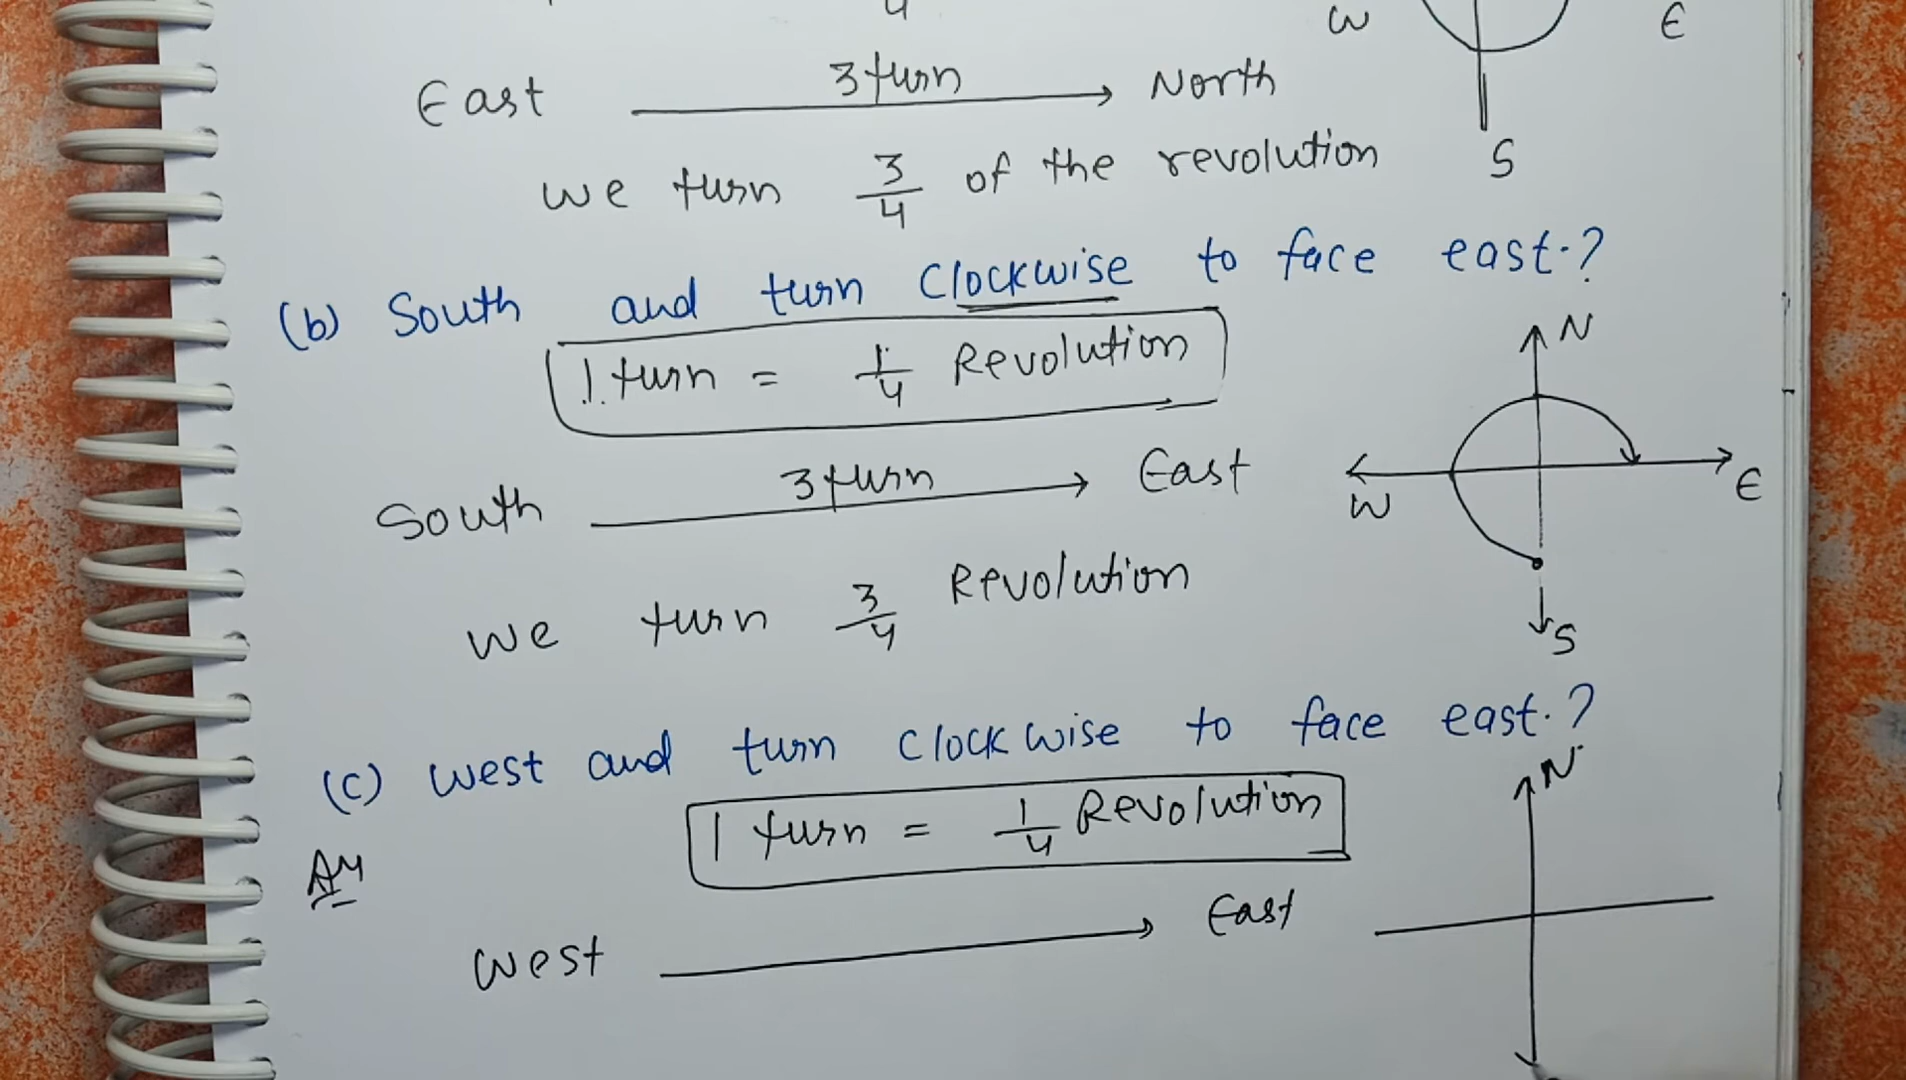 4
W E
East 3 turn North
S
we turn 3/4 of the revolution
(b) South and turn Clockwise to face east.?
1 turn = 1/4 Revolution
N
South 3 turn East
W E
we turn 3/4 Revolution
S
(c) West and turn Clockwise to face east.?
N
1 turn = 1/4 Revolution
West East